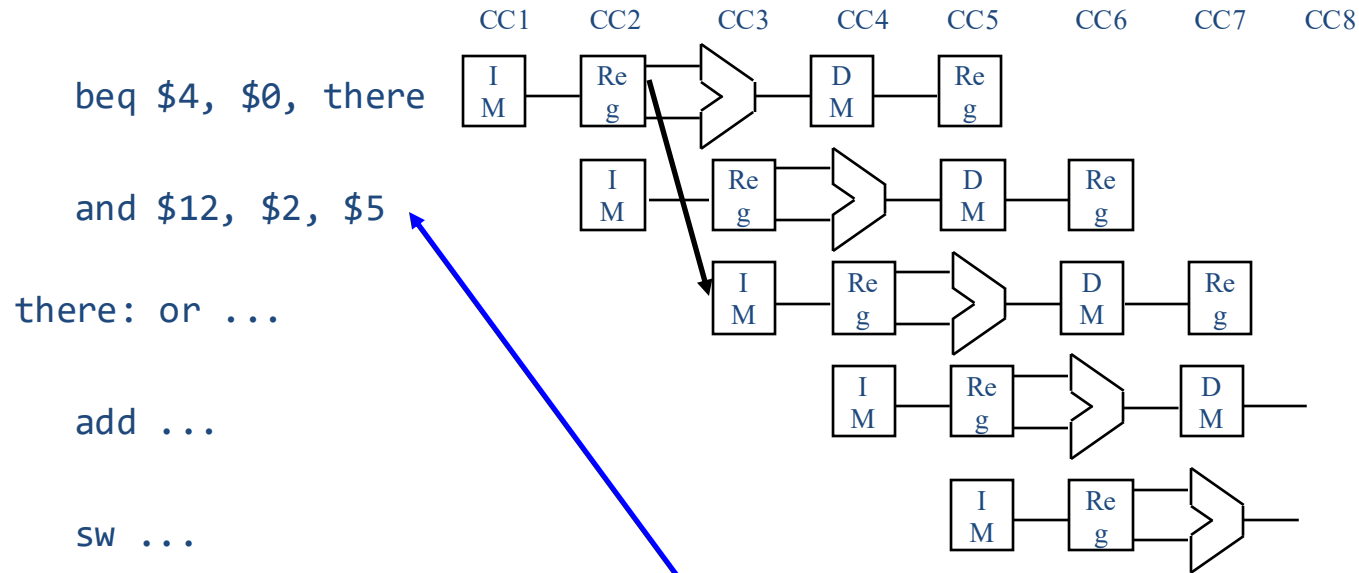 CC1 CC2 CC3 CC4 CC5 CC6 CC7 CC8
beq $4, $0, there
I
M
Re
g
D
M
Re
g
and $12, $2, $5
I
M
Re
g
D
M
Re
g
there: or ...
I
M
Re
g
D
M
Re
g
add ...
I
M
Re
g
D
M
sw ...
I
M
Re
g